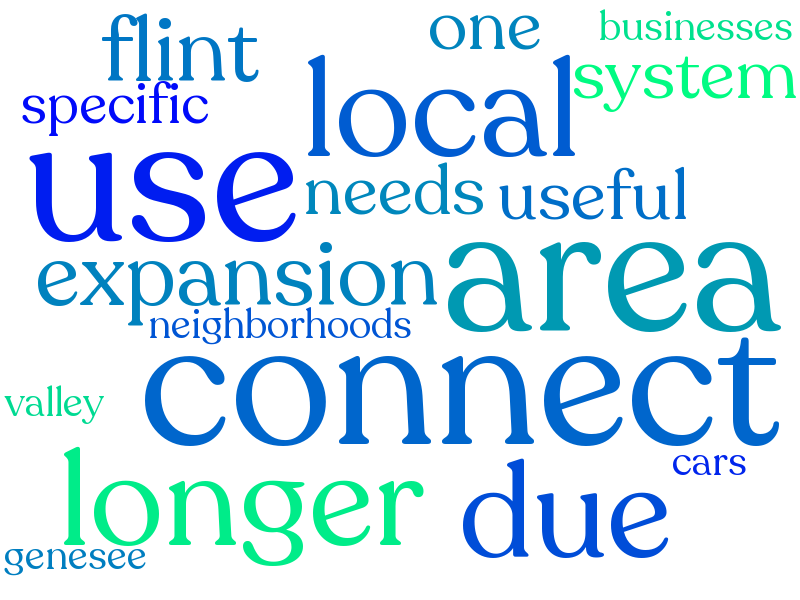 flint one businesses
system
specific local
use needs useful
expansion area
neighborhoods
connect
valley
longer due cars
genesee